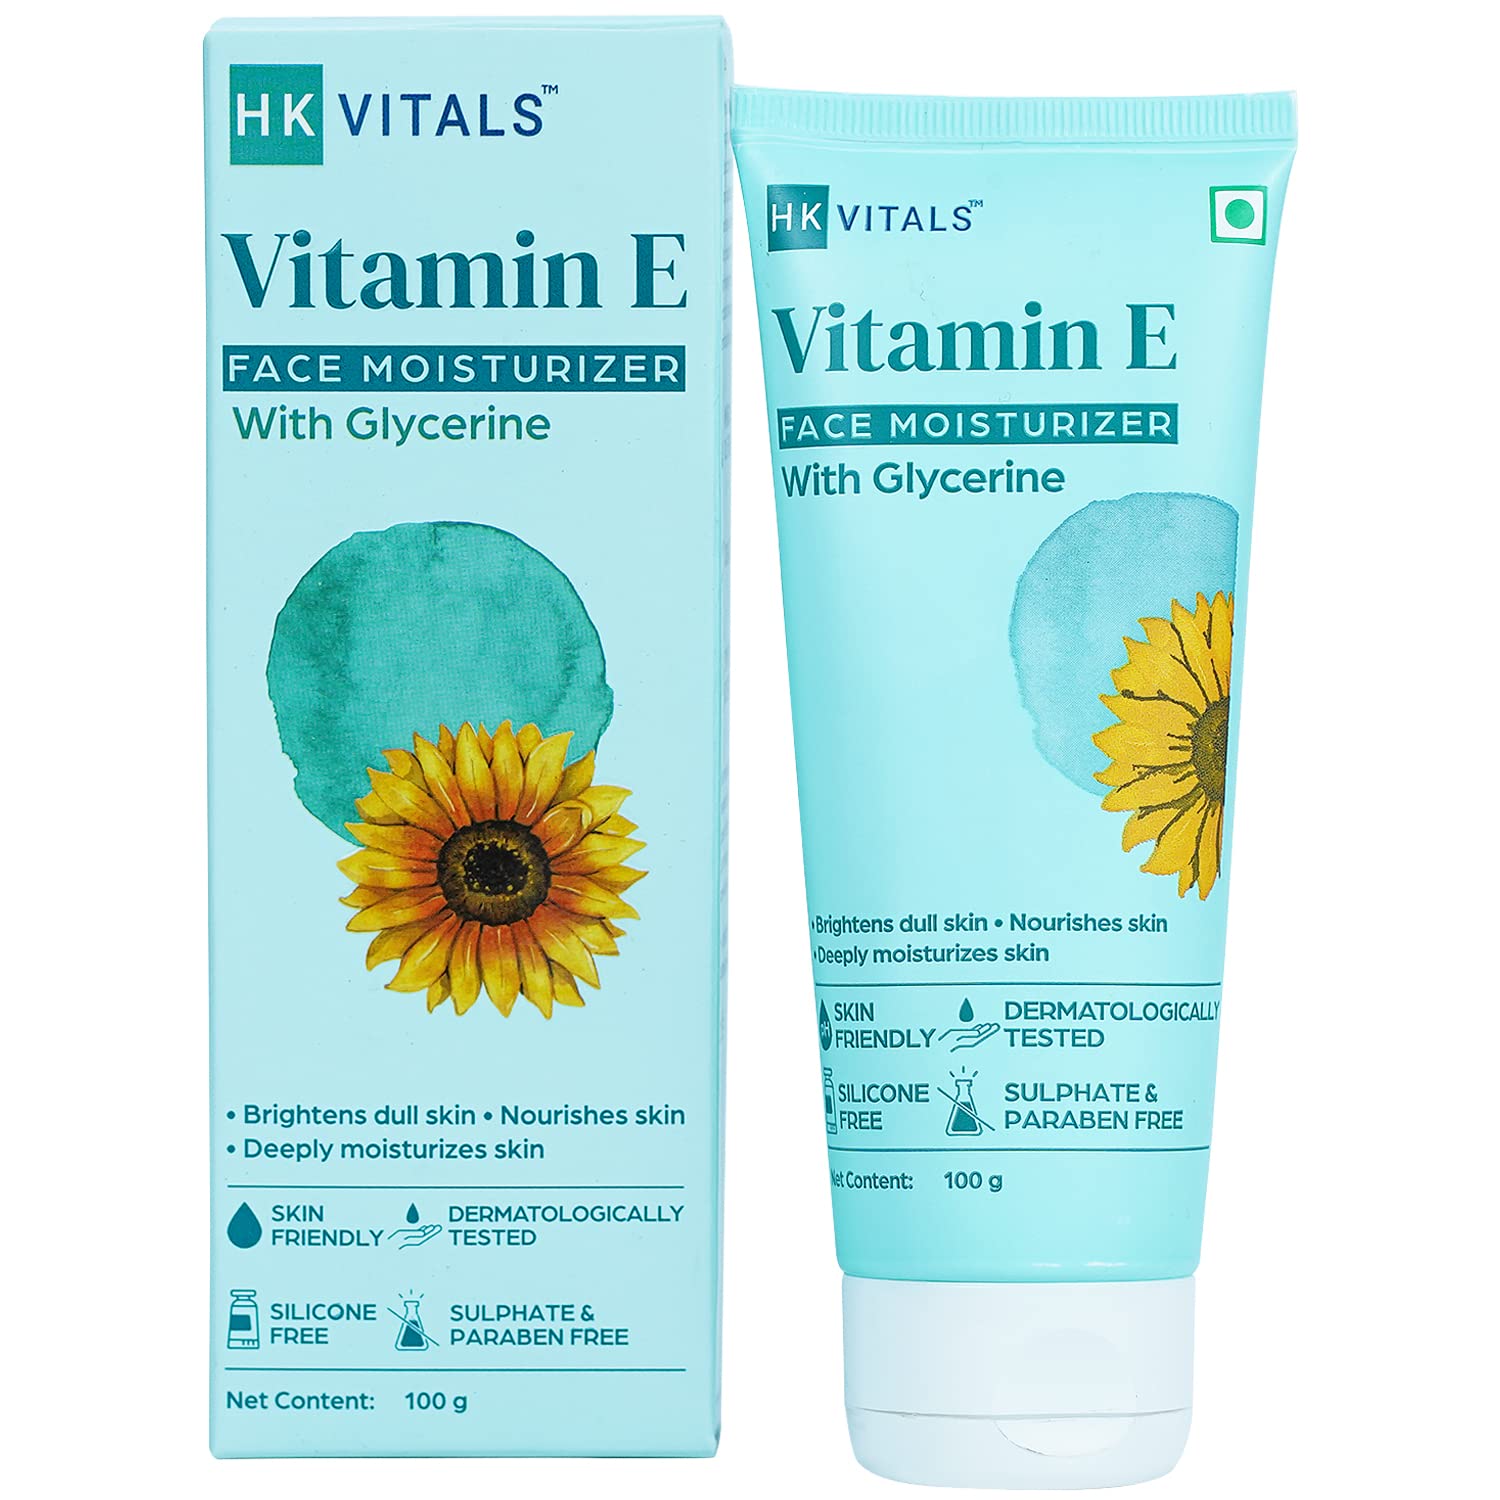 HK VITALS™
Vitamin E
FACE MOISTURIZER
With Glycerine
• Brightens dull skin • Nourishes skin
• Deeply moisturizes skin
SKIN
FRIENDLY
DERMATOLOGICALLY
TESTED
SILICONE
FREE
SULPHATE &
PARABEN FREE
Net Content: 100 g
HK VITALS™
Vitamin E
FACE MOISTURIZER
With Glycerine
• Brightens dull skin • Nourishes skin
• Deeply moisturizes skin
pH
SKIN
FRIENDLY
DERMATOLOGICALLY
TESTED
SILICONE
FREE
SULPHATE &
PARABEN FREE
Net Content: 100 g